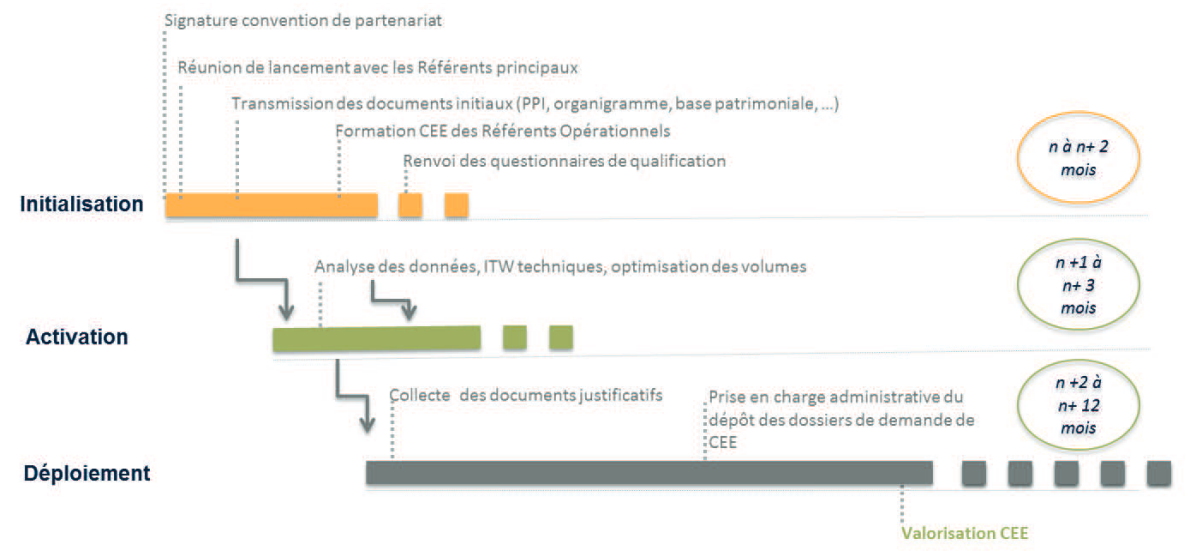 Signature convention de partenariat
Réunion de lancement avec les Référents principaux
Transmission des documents initiaux (PPI, organigramme, base patrimoniale, ...)
Formation CEE des Référents Opérationnels
Renvoi des questionnaires de qualification
n à n+ 2
mois
Initialisation
Analyse des données, ITW techniques, optimisation des volumes
n +1 à
n+ 3
mois
Activation
Collecte des documents justificatifs
Prise en charge administrative du
dépôt des dossiers de demande de
CEE
n +2 à
n+ 12
mois
Déploiement
Valorisation CEE